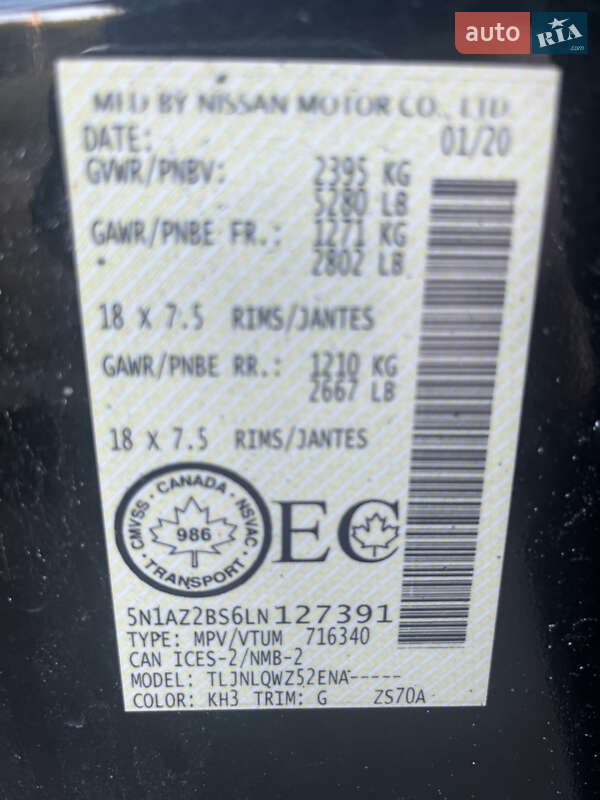 auto RIA.com
MFD BY NISSAN MOTOR CO., LTD.
DATE: 01/20
GVWR/PNBV: 2395 KG
5280 LB
GAWR/PNBE FR.: 1271 KG
2802 LB
18 X 7.5 RIMS/JANTES
GAWR/PNBE RR.: 1210 KG
2667 LB
18 X 7.5 RIMS/JANTES
CMVSS · CANADA · NSVAC
986
TRANSPORT
EC
5N1AZ2BS6LN127391
TYPE: MPV/VTUM 716340
CAN ICES-2/NMB-2
MODEL: TLJNLQWZ52ENA-----
COLOR: KH3 TRIM: G ZS70A